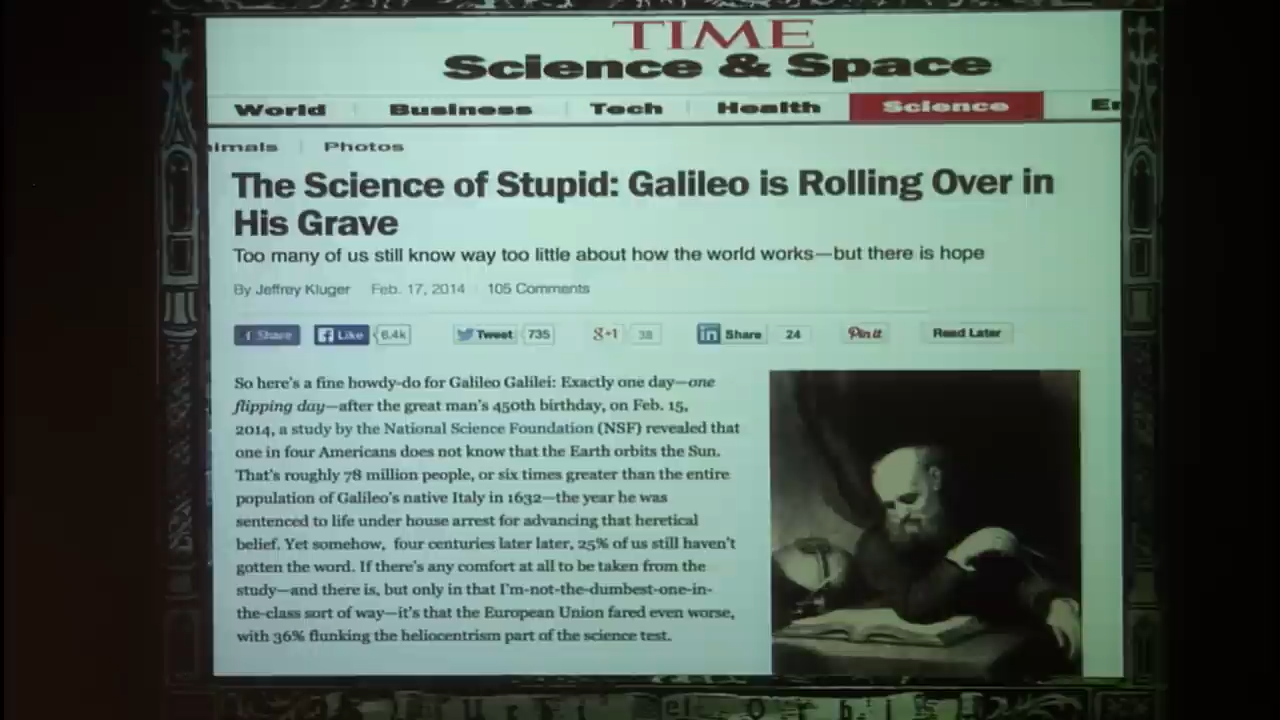 TIME
Science & Space
World Business Tech Health Science
Photos
The Science of Stupid: Galileo is Rolling Over in
His Grave
Too many of us still know way too little about how the world works—but there is hope
By Jeffrey Kluger Feb. 17, 2014 105 Comments
f Share f Like 6.4k Tweet 735 g+1 38 in Share 24 Pin it Read Later
So here's a fine howdy-do for Galileo Galilei: Exactly one day—one
flipping day—after the great man's 450th birthday, on Feb. 15,
2014, a study by the National Science Foundation (NSF) revealed that
one in four Americans does not know that the Earth orbits the Sun.
That's roughly 78 million people, or six times greater than the entire
population of Galileo's native Italy in 1632—the year he was
sentenced to life under house arrest for advancing that heretical
belief. Yet somehow, four centuries later later, 25% of us still haven't
gotten the word. If there's any comfort at all to be taken from the
study—and there is, but only in that I'm-not-the-dumbest-one-in-
the-class sort of way—it's that the European Union fared even worse,
with 36% flunking the heliocentrism part of the science test.